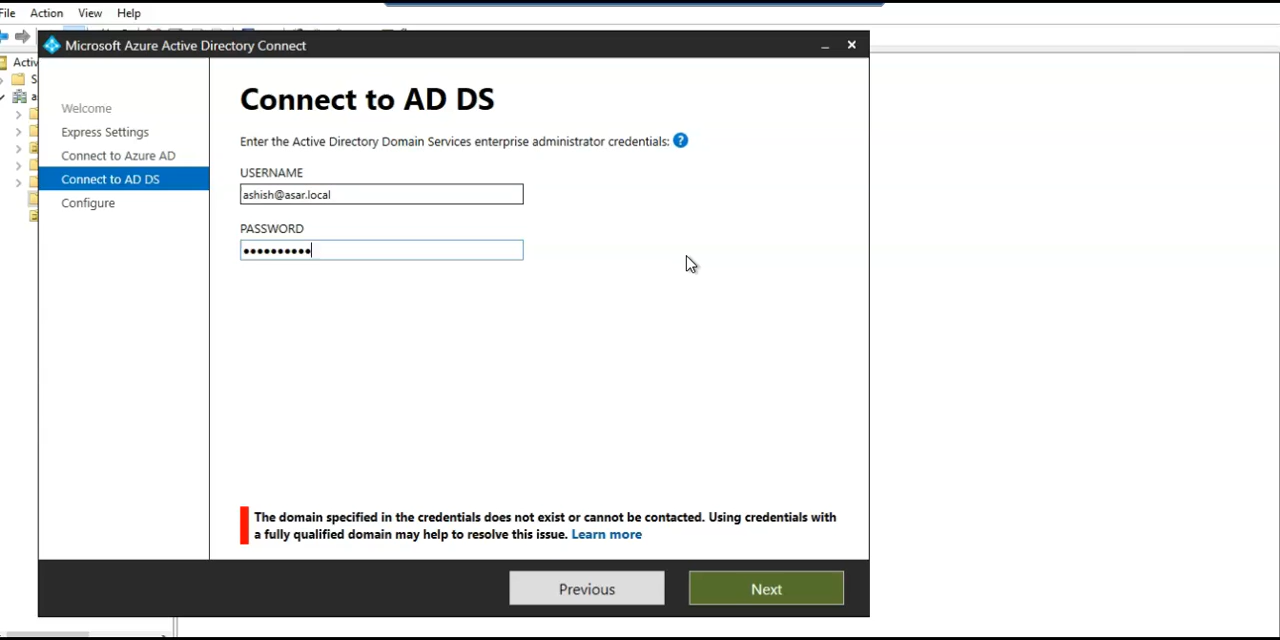 File Action View Help
Microsoft Azure Active Directory Connect
Activ
S
a
Welcome
Express Settings
Connect to Azure AD
Connect to AD DS
Configure
Connect to AD DS
Enter the Active Directory Domain Services enterprise administrator credentials: ?
USERNAME
ashish@asar.local
PASSWORD
••••••••••
The domain specified in the credentials does not exist or cannot be contacted. Using credentials with
a fully qualified domain may help to resolve this issue. Learn more
Previous
Next